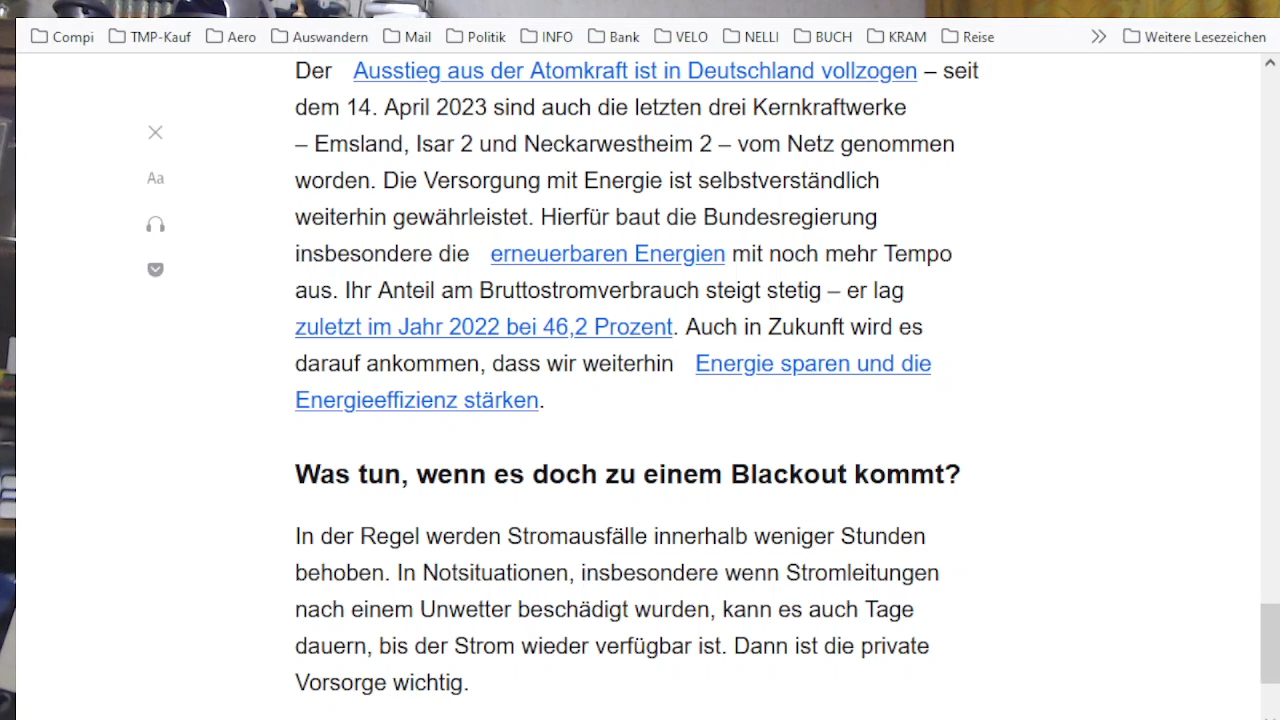 Compi TMP-Kauf Aero Auswandern Mail Politik INFO Bank VELO NELLI BUCH KRAM Reise Weitere Lesezeichen
Der Ausstieg aus der Atomkraft ist in Deutschland vollzogen – seit
dem 14. April 2023 sind auch die letzten drei Kernkraftwerke
– Emsland, Isar 2 und Neckarwestheim 2 – vom Netz genommen
worden. Die Versorgung mit Energie ist selbstverständlich
weiterhin gewährleistet. Hierfür baut die Bundesregierung
insbesondere die erneuerbaren Energien mit noch mehr Tempo
aus. Ihr Anteil am Bruttostromverbrauch steigt stetig – er lag
zuletzt im Jahr 2022 bei 46,2 Prozent. Auch in Zukunft wird es
darauf ankommen, dass wir weiterhin Energie sparen und die
Energieeffizienz stärken.
Aa
Was tun, wenn es doch zu einem Blackout kommt?
In der Regel werden Stromausfälle innerhalb weniger Stunden
behoben. In Notsituationen, insbesondere wenn Stromleitungen
nach einem Unwetter beschädigt wurden, kann es auch Tage
dauern, bis der Strom wieder verfügbar ist. Dann ist die private
Vorsorge wichtig.